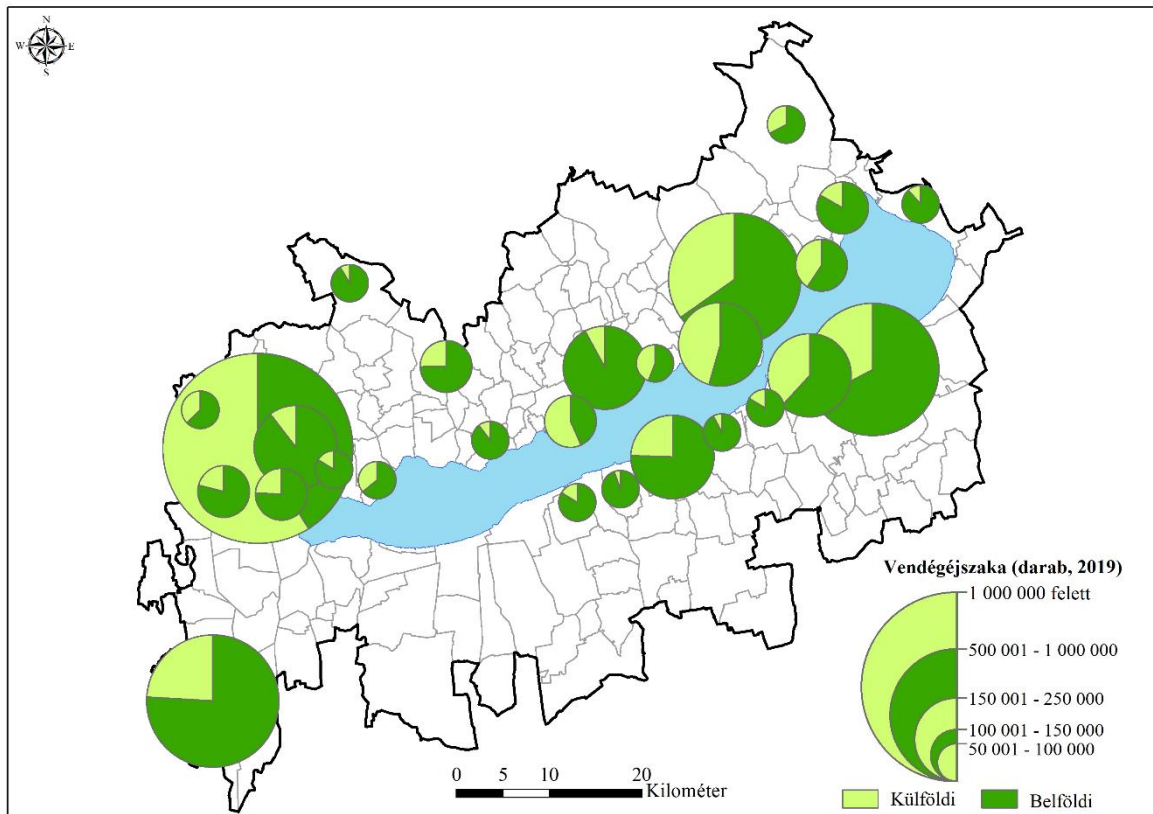 N
W E
S
Vendégéjszaka (darab, 2019)
1 000 000 felett
500 001 - 1 000 000
150 001 - 250 000
100 001 - 150 000
50 001 - 100 000
0 5 10 20
Kilométer
Külföldi Belföldi